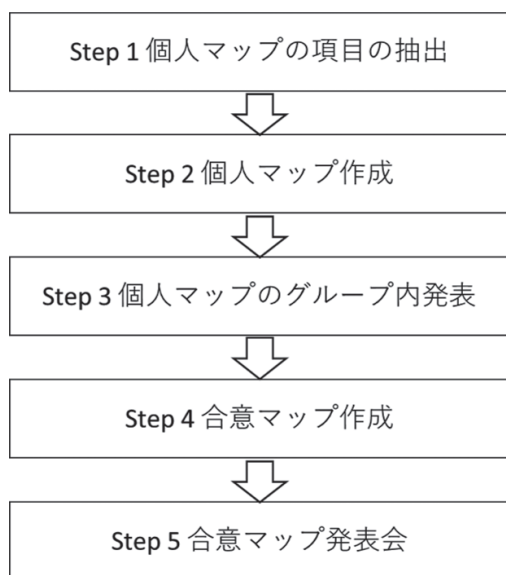 Step 1 個人マップの項目の抽出
Step 2 個人マップ作成
Step 3 個人マップのグループ内発表
Step 4 合意マップ作成
Step 5 合意マップ発表会